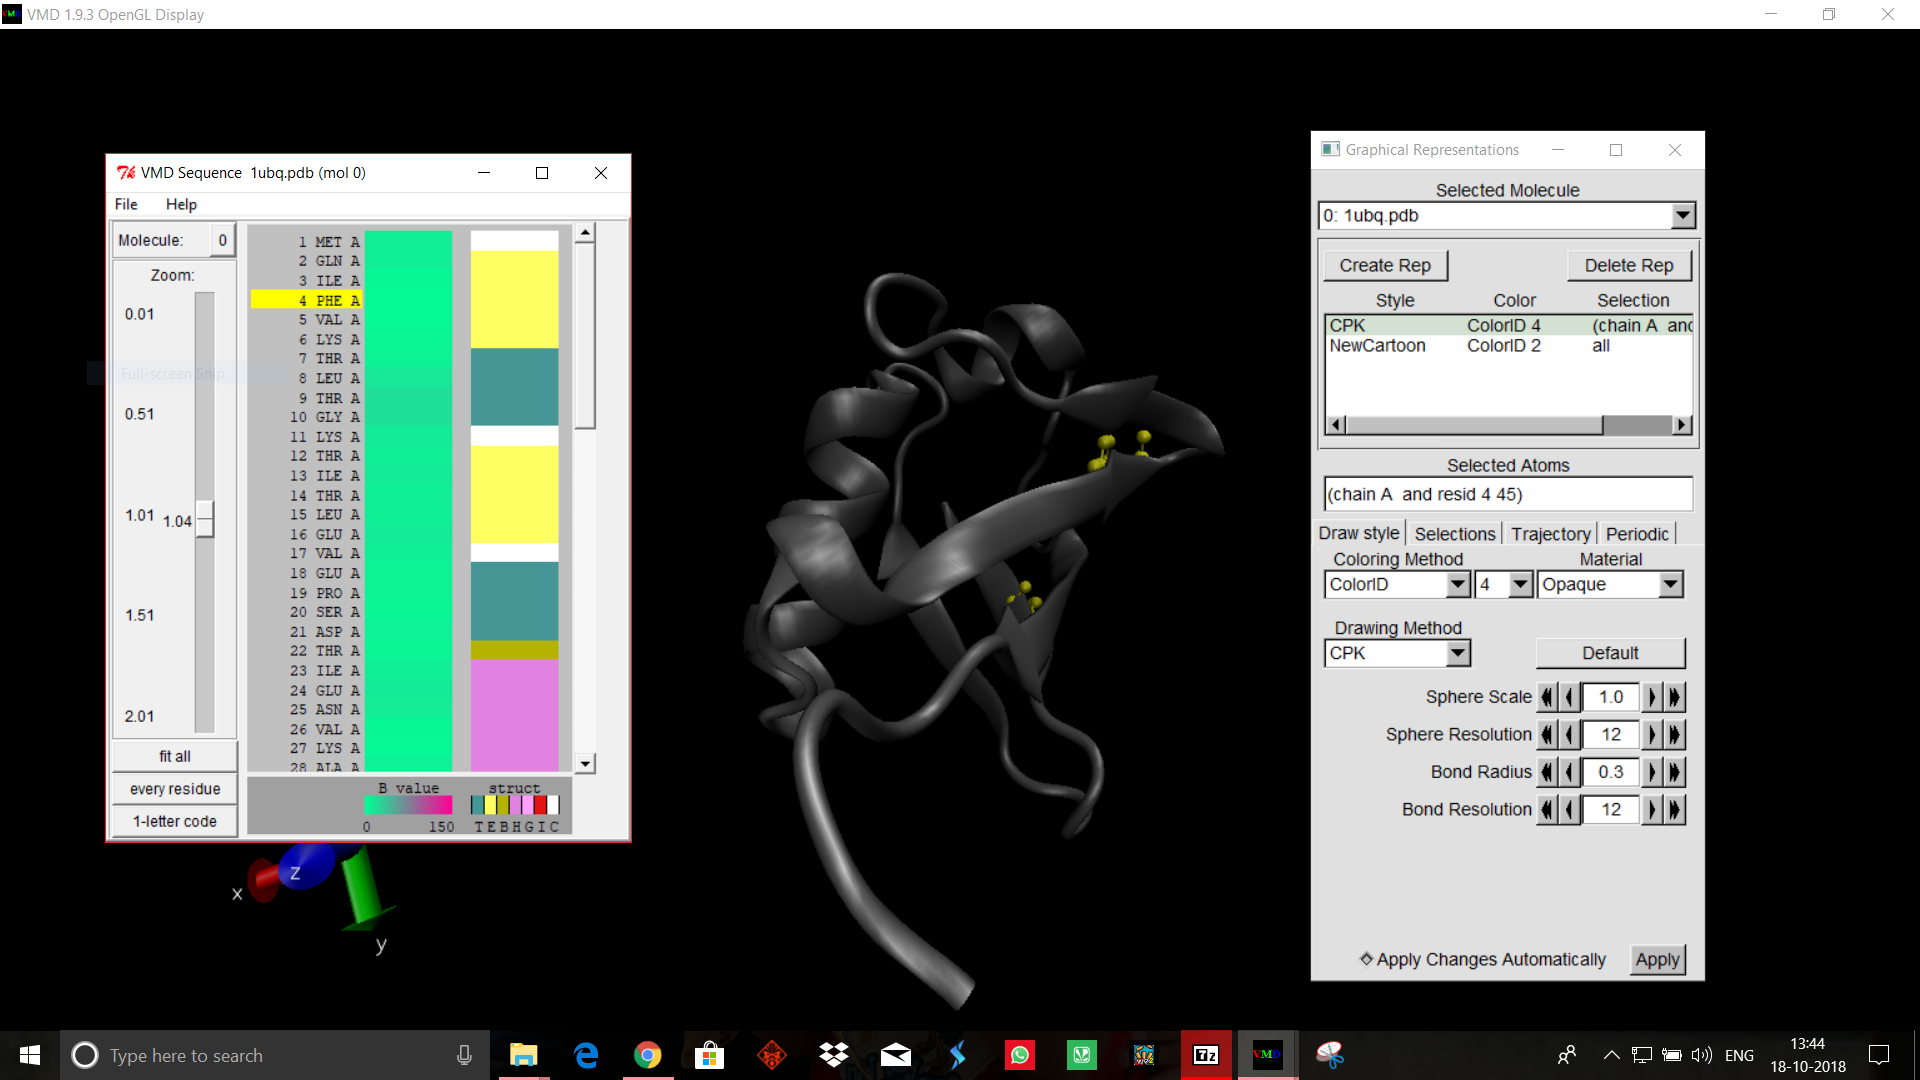 VMD 1.9.3 OpenGL Display
VMD Sequence 1ubq.pdb (mol 0)
File Help
Molecule: 0
Zoom:
0.01
Full-screen Snip
0.51
1.01 1.04
1.51
2.01
fit all
every residue
1-letter code
1 MET A
2 GLN A
3 ILE A
4 PHE A
5 VAL A
6 LYS A
7 THR A
8 LEU A
9 THR A
10 GLY A
11 LYS A
12 THR A
13 ILE A
14 THR A
15 LEU A
16 GLU A
17 VAL A
18 GLU A
19 PRO A
20 SER A
21 ASP A
22 THR A
23 ILE A
24 GLU A
25 ASN A
26 VAL A
27 LYS A
28 ALA A
B value struct
0 150 T E B H G I C
x
z
y
Graphical Representations
Selected Molecule
0: 1ubq.pdb
Create Rep Delete Rep
Style Color Selection
CPK ColorID 4 (chain A and
NewCartoon ColorID 2 all
Selected Atoms
(chain A and resid 4 45)
Draw style Selections Trajectory Periodic
Coloring Method Material
ColorID 4 Opaque
Drawing Method
CPK Default
Sphere Scale 1.0
Sphere Resolution 12
Bond Radius 0.3
Bond Resolution 12
Apply Changes Automatically Apply
Type here to search
7z
VMD
ENG
13:44
18-10-2018